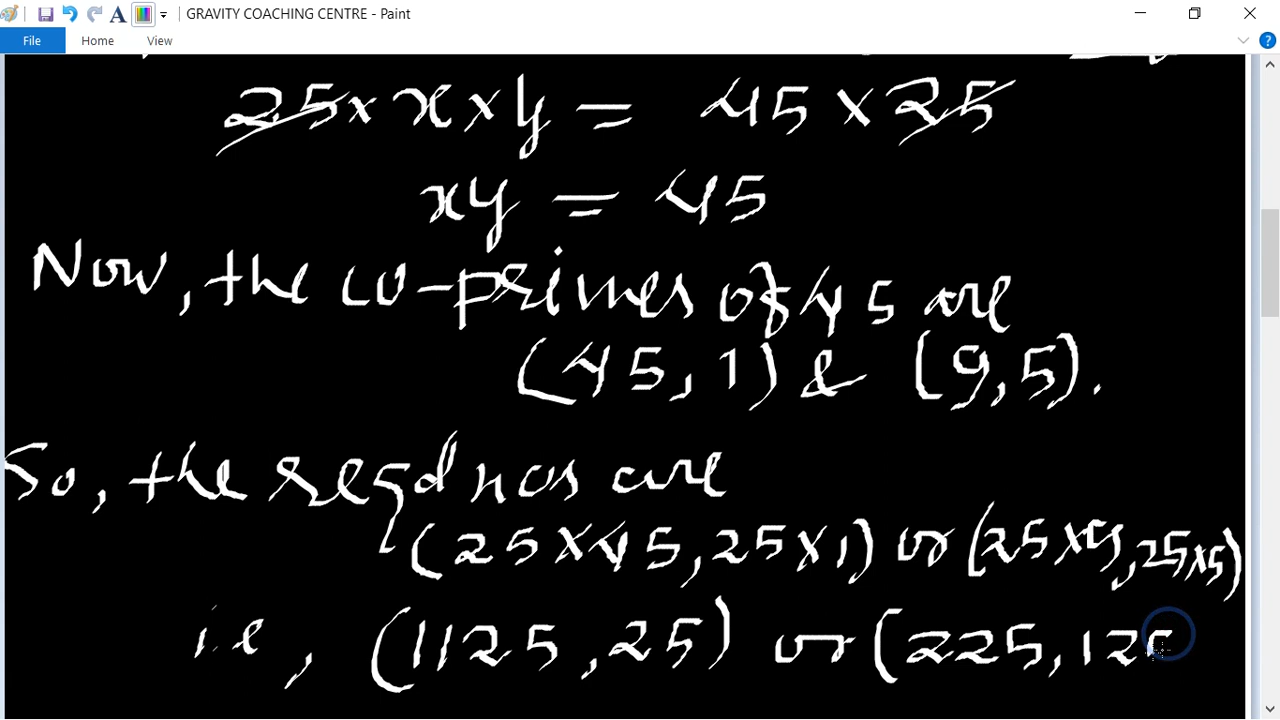 GRAVITY COACHING CENTRE - Paint
File Home View
25 × x × y = 45 × 25
xy = 45
Now, the co-primes of 45 are
(45, 1) & (9, 5).
So, the reqd nos are
(25×45, 25×1) or (25×9, 25×5)
i.e, (1125, 25) or (225, 125